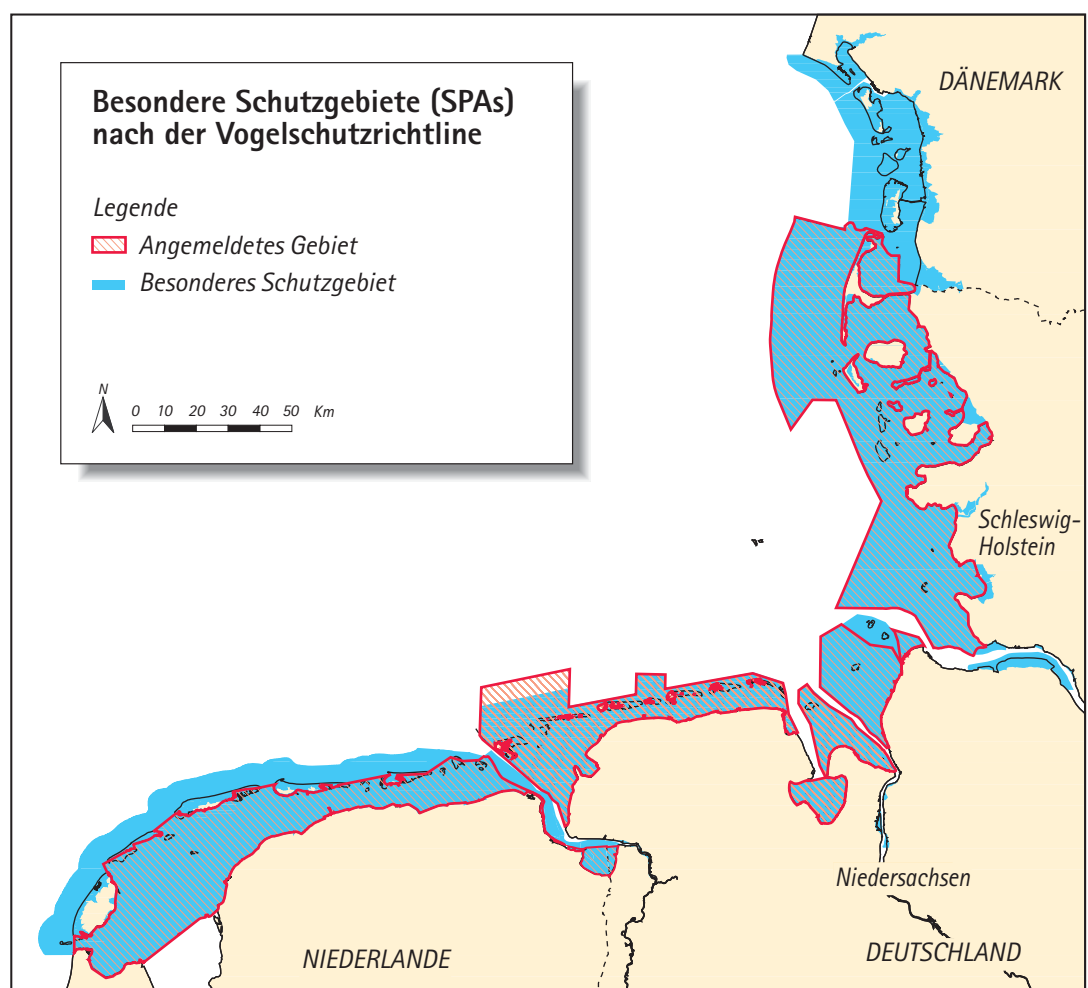 Besondere Schutzgebiete (SPAs)
nach der Vogelschutzrichtline
Legende
Angemeldetes Gebiet
Besonderes Schutzgebiet
N
0 10 20 30 40 50 Km
DÄNEMARK
Schleswig-
Holstein
Niedersachsen
DEUTSCHLAND
NIEDERLANDE